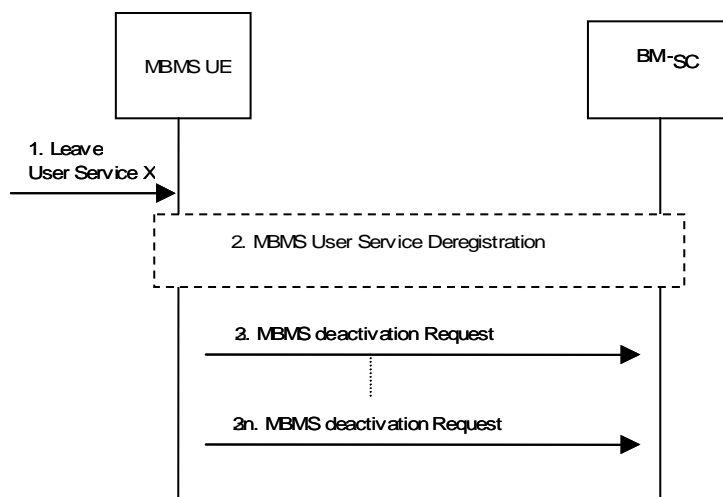 MBMS UE
BM-SC
1. Leave
User Service X
2. MBMS User Service Deregistration
3. MBMS deactivation Request
3n. MBMS deactivation Request